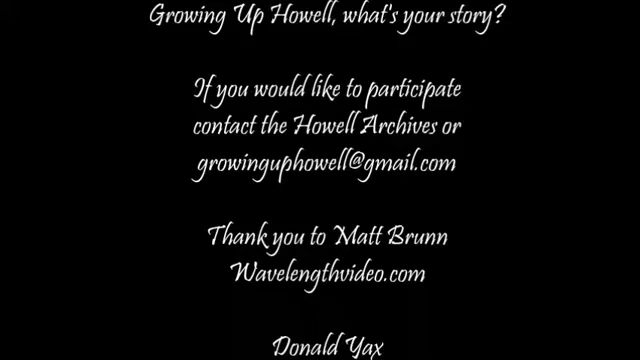 Growing Up Howell, what's your story?
If you would like to participate
contact the Howell Archives or
growinguphowell@gmail.com
Thank you to Matt Brunn
Wavelengthvideo.com
Donald Yax